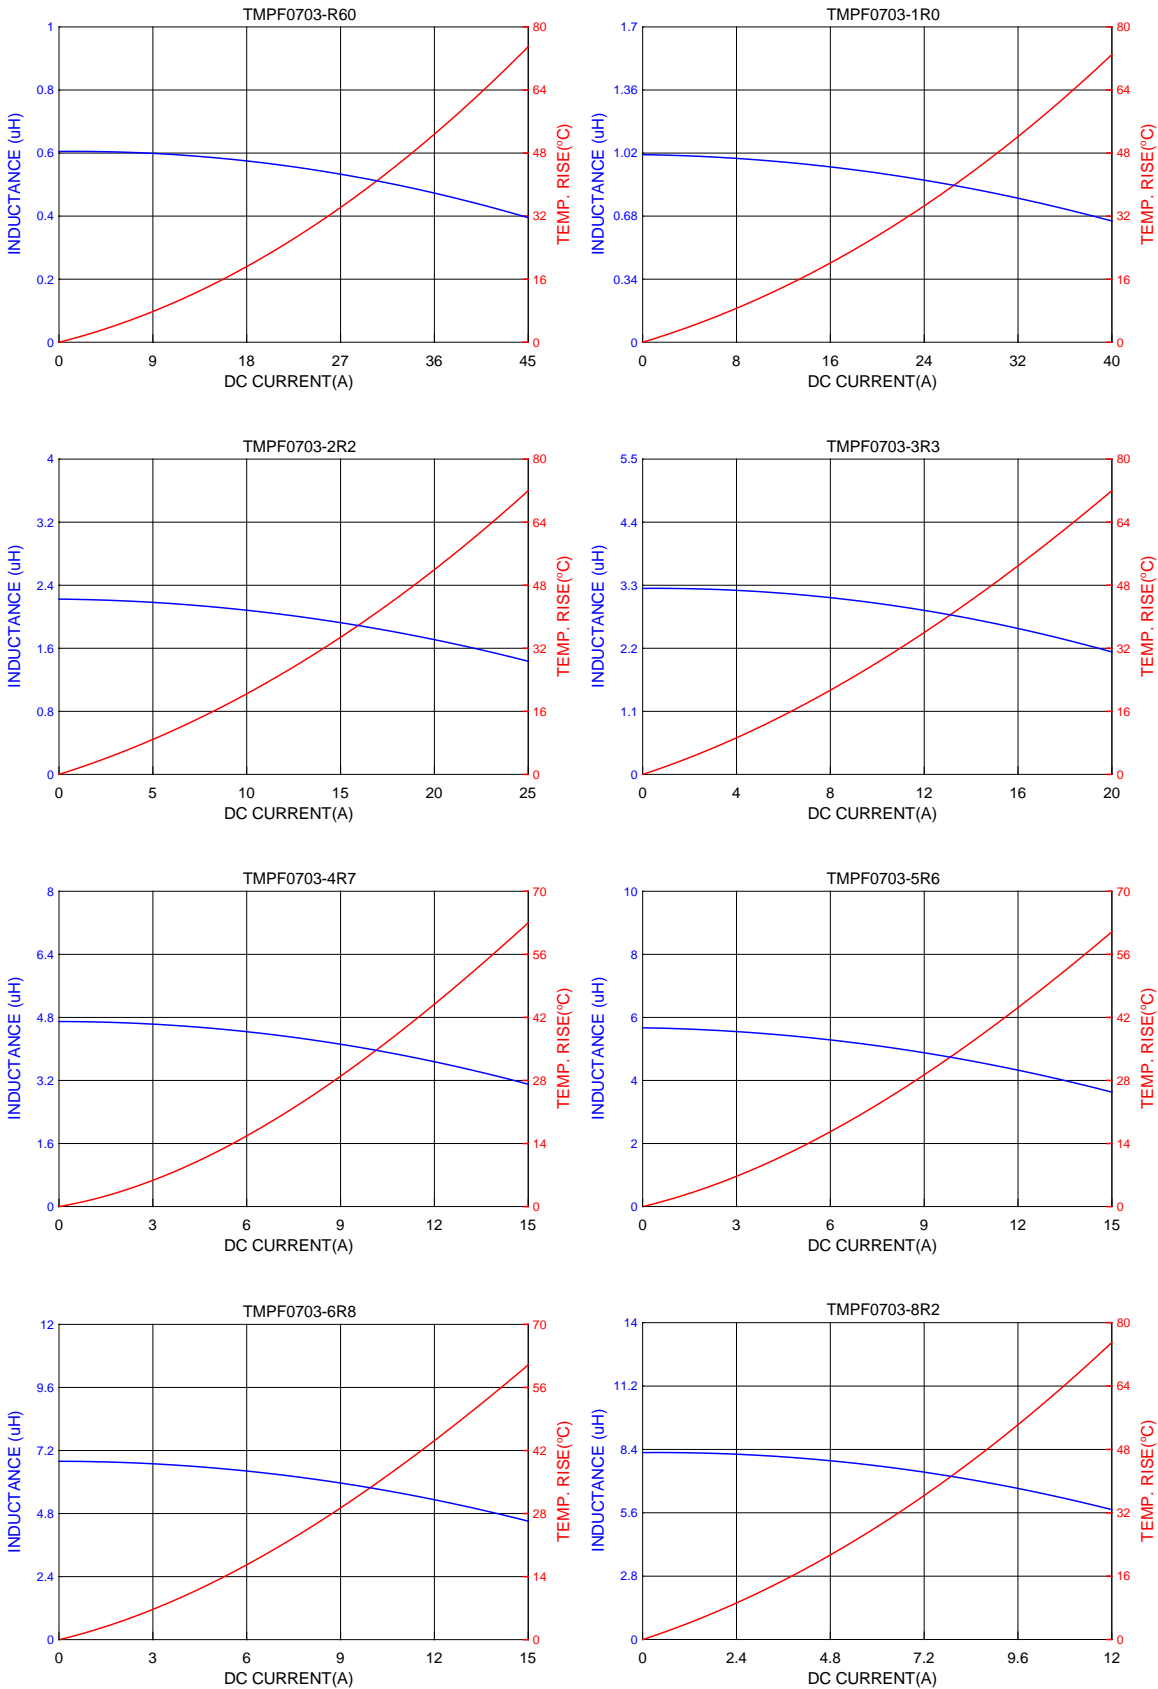 TMPF0703-R60
INDUCTANCE (uH)
1
0.8
0.6
0.4
0.2
0
TEMP. RISE(ºC)
80
64
48
32
16
0
0 9 18 27 36 45
DC CURRENT(A)
TMPF0703-1R0
INDUCTANCE (uH)
1.7
1.36
1.02
0.68
0.34
0
TEMP. RISE(ºC)
80
64
48
32
16
0
0 8 16 24 32 40
DC CURRENT(A)
TMPF0703-2R2
INDUCTANCE (uH)
4
3.2
2.4
1.6
0.8
0
TEMP. RISE(ºC)
80
64
48
32
16
0
0 5 10 15 20 25
DC CURRENT(A)
TMPF0703-3R3
INDUCTANCE (uH)
5.5
4.4
3.3
2.2
1.1
0
TEMP. RISE(ºC)
80
64
48
32
16
0
0 4 8 12 16 20
DC CURRENT(A)
TMPF0703-4R7
INDUCTANCE (uH)
8
6.4
4.8
3.2
1.6
0
TEMP. RISE(ºC)
70
56
42
28
14
0
0 3 6 9 12 15
DC CURRENT(A)
TMPF0703-5R6
INDUCTANCE (uH)
10
8
6
4
2
0
TEMP. RISE(ºC)
70
56
42
28
14
0
0 3 6 9 12 15
DC CURRENT(A)
TMPF0703-6R8
INDUCTANCE (uH)
12
9.6
7.2
4.8
2.4
0
TEMP. RISE(ºC)
70
56
42
28
14
0
0 3 6 9 12 15
DC CURRENT(A)
TMPF0703-8R2
INDUCTANCE (uH)
14
11.2
8.4
5.6
2.8
0
TEMP. RISE(ºC)
80
64
48
32
16
0
0 2.4 4.8 7.2 9.6 12
DC CURRENT(A)